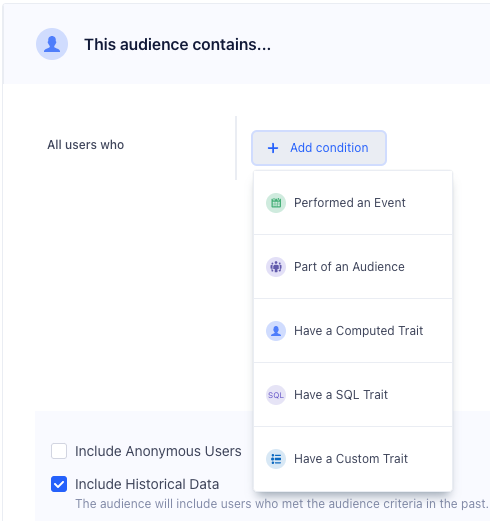 This audience contains...
All users who
+ Add condition
Performed an Event
Part of an Audience
Have a Computed Trait
SQL Have a SQL Trait
Have a Custom Trait
Include Anonymous Users
Include Historical Data
The audience will include users who met the audience criteria in the past.